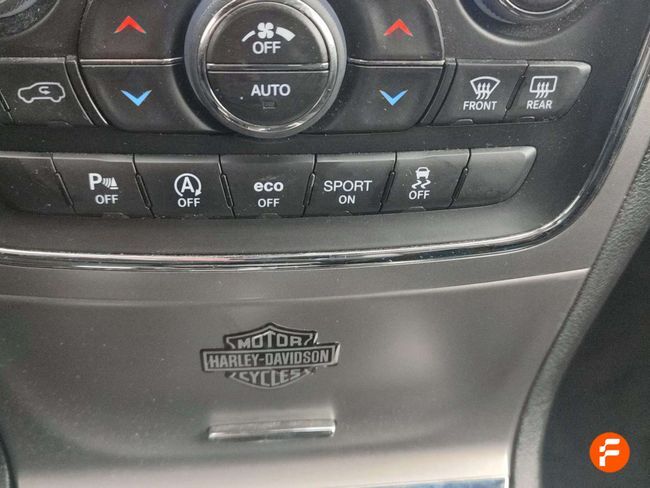 OFF
AUTO
FRONT
REAR
P OFF
A OFF
eco OFF
SPORT ON
OFF
MOTOR
HARLEY-DAVIDSON
CYCLES